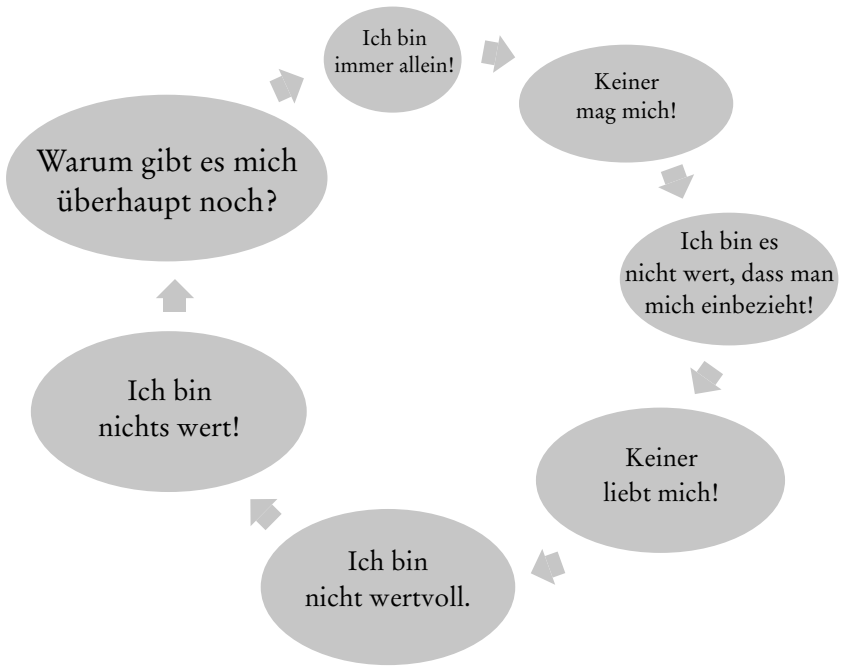 Ich bin
immer allein!
Keiner
mag mich!
Ich bin es
nicht wert, dass man
mich einbezieht!
Keiner
liebt mich!
Ich bin
nicht wertvoll.
Ich bin
nichts wert!
Warum gibt es mich
überhaupt noch?